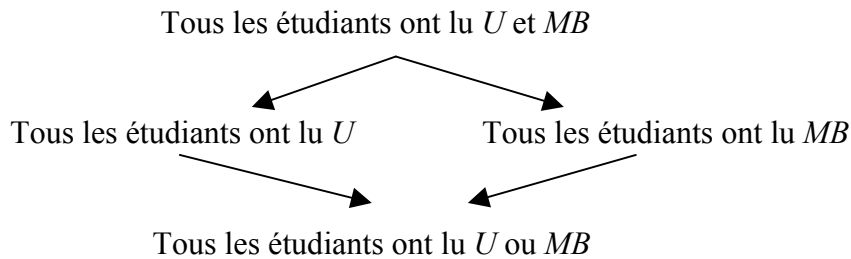 Tous les étudiants ont lu U et MB
Tous les étudiants ont lu U
Tous les étudiants ont lu MB
Tous les étudiants ont lu U ou MB